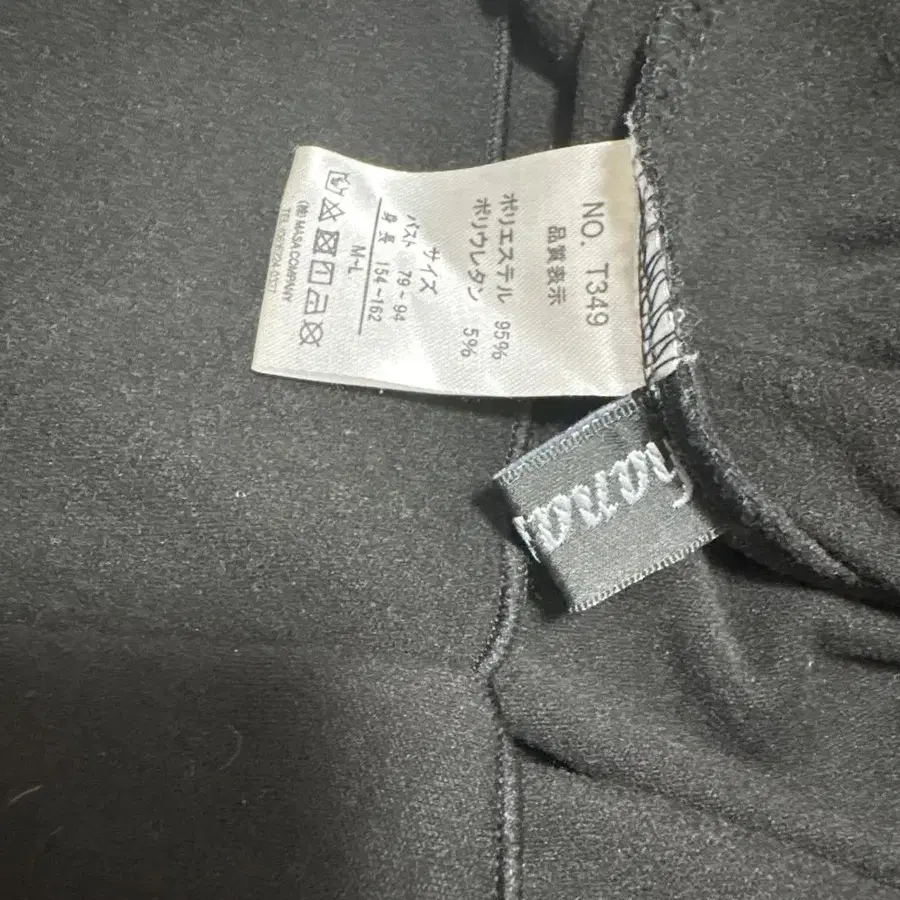 NO. T349
品質表示
ポリエステル 95%
ポリウレタン 5%
サイズ
バスト 79~94
身長 154~162
M~L
(株)NASA COMPANY